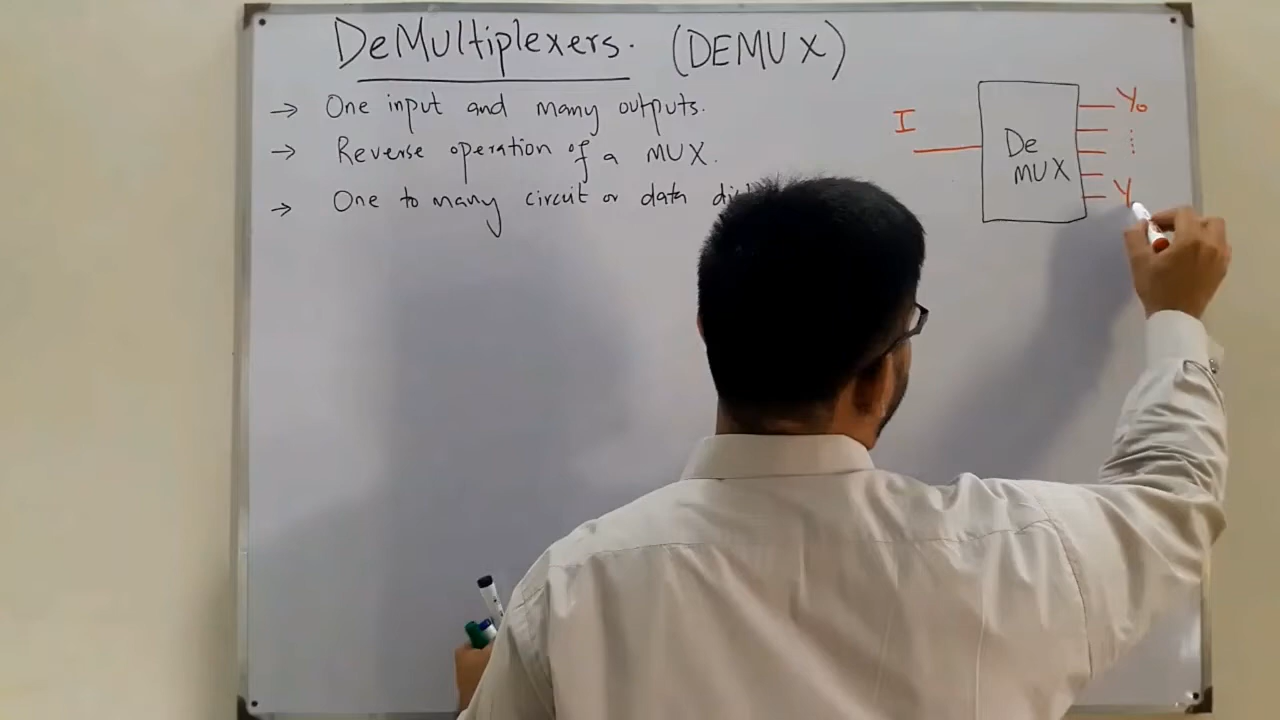 DeMultiplexers. (DEMUX)
→ One input and many outputs.
→ Reverse operation of a MUX.
→ One to many circuit or data
I
De
MUX
Y₀
Y